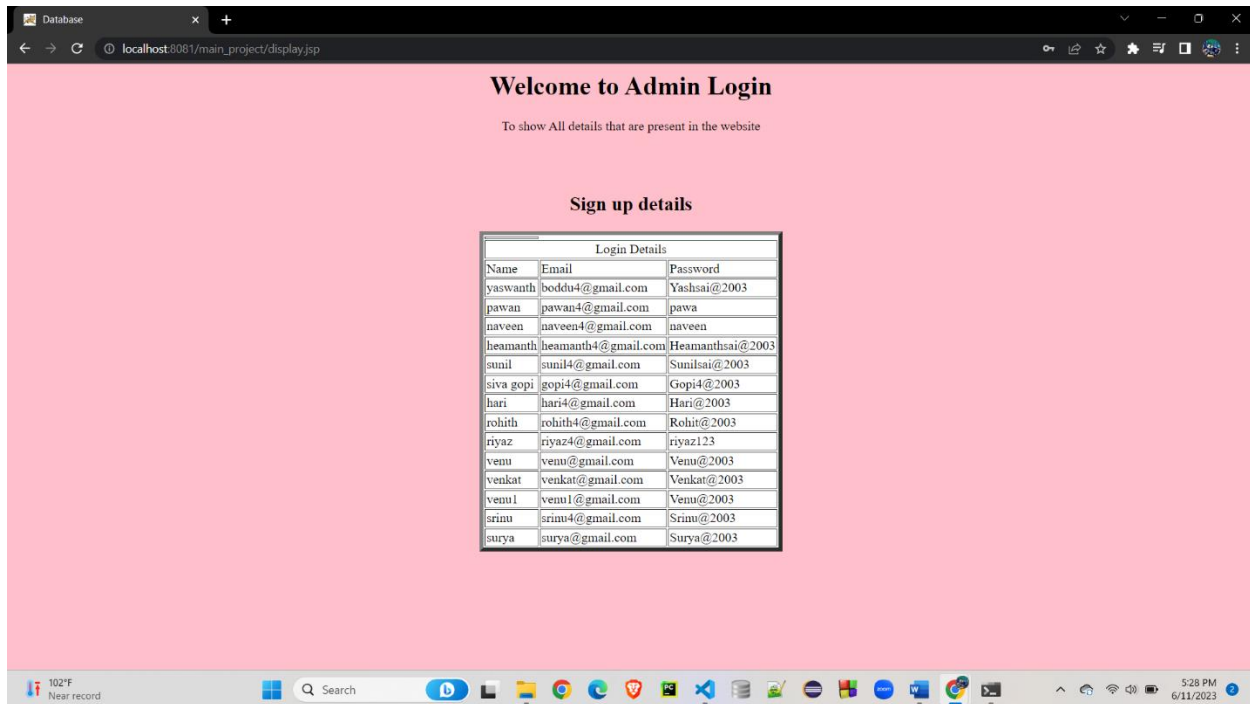 Database
localhost:8081/main_project/display.jsp
Welcome to Admin Login
To show All details that are present in the website
Sign up details
Login Details
Name Email Password
yaswanth boddu4@gmail.com Yashsai@2003
pawan pawan4@gmail.com pawa
naveen naveen4@gmail.com naveen
heamanth heamanth4@gmail.com Heamanthsai@2003
sunil sunil4@gmail.com Sunilsai@2003
siva gopi gopi4@gmail.com Gopi4@2003
hari hari4@gmail.com Hari@2003
rohith rohith4@gmail.com Rohit@2003
riyaz riyaz4@gmail.com riyaz123
venu venu@gmail.com Venu@2003
venkat venkat@gmail.com Venkat@2003
venu1 venu1@gmail.com Venu@2003
srinu srinu4@gmail.com Srinu@2003
surya surya@gmail.com Surya@2003
102°F
Near record
Search
5:28 PM
6/11/2023
2